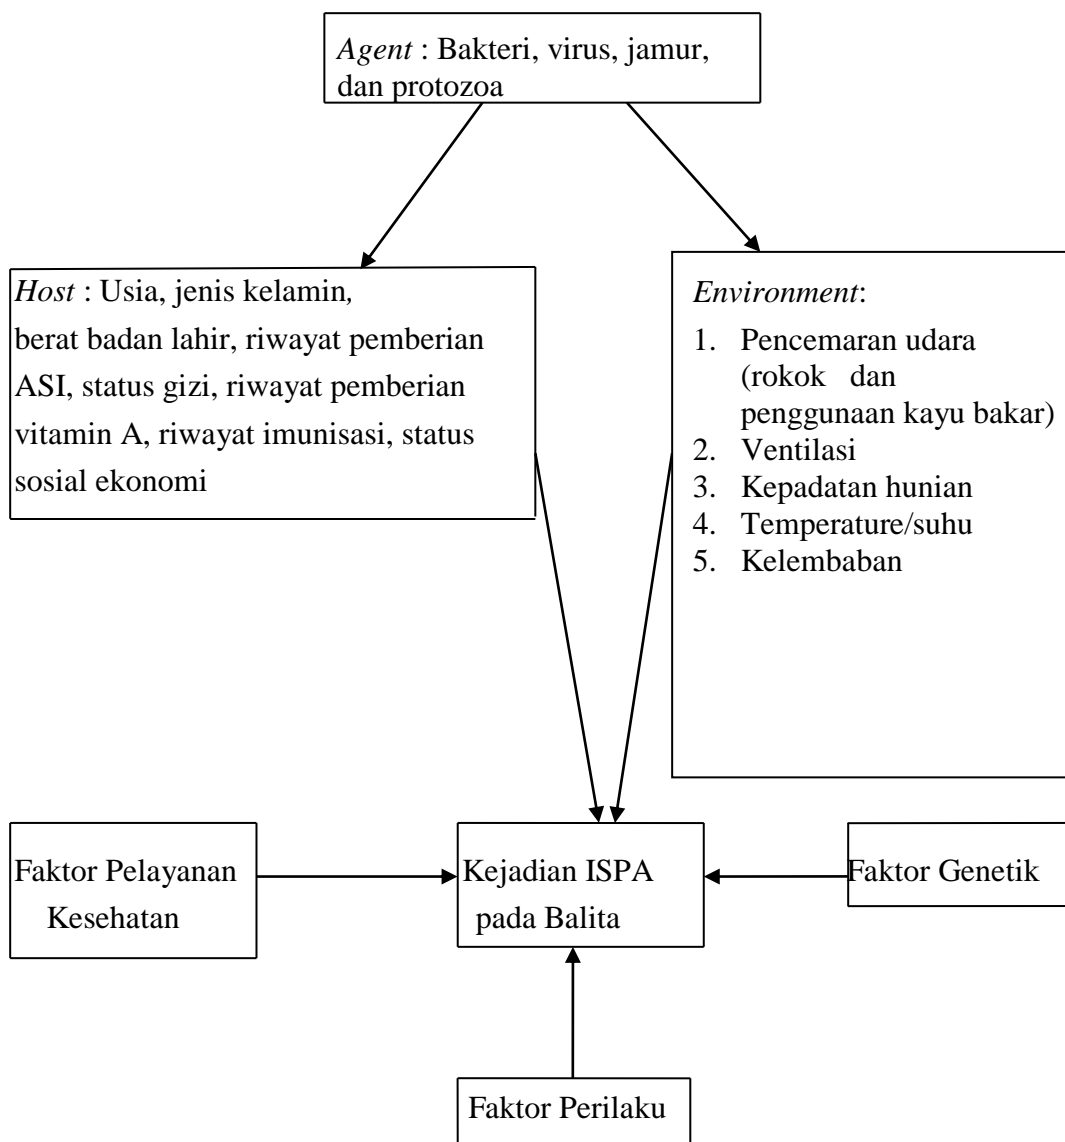 Agent : Bakteri, virus, jamur,
dan protozoa
Host : Usia, jenis kelamin,
berat badan lahir, riwayat pemberian
ASI, status gizi, riwayat pemberian
vitamin A, riwayat imunisasi, status
sosial ekonomi
Environment:
1. Pencemaran udara
(rokok dan
penggunaan kayu bakar)
2. Ventilasi
3. Kepadatan hunian
4. Temperature/suhu
5. Kelembaban
Faktor Pelayanan
Kesehatan
Kejadian ISPA
pada Balita
Faktor Genetik
Faktor Perilaku